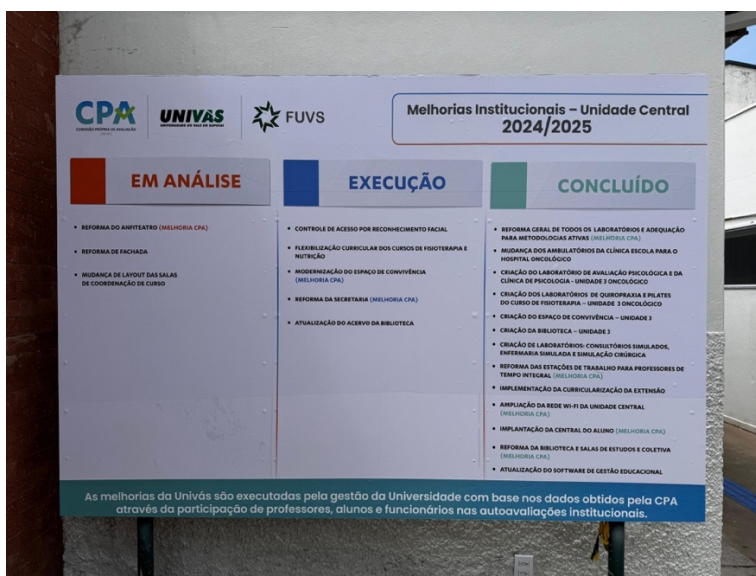 CPA
COMISSÃO PRÓPRIA DE AVALIAÇÃO
UNIVÁS
UNIVERSIDADE DO VALE DO SAPUCAÍ
FUVS
Melhorias Institucionais – Unidade Central
2024/2025
EM ANÁLISE
• REFORMA DO ANFITEATRO (MELHORIA CPA)
• REFORMA DE FACHADA
• MUDANÇA DE LAYOUT DAS SALAS
DE COORDENAÇÃO DE CURSO
EXECUÇÃO
• CONTROLE DE ACESSO POR RECONHECIMENTO FACIAL
• FLEXIBILIZAÇÃO CURRICULAR DOS CURSOS DE FISIOTERAPIA E
NUTRIÇÃO
• MODERNIZAÇÃO DO ESPAÇO DE CONVIVÊNCIA
(MELHORIA CPA)
• REFORMA DA SECRETARIA (MELHORIA CPA)
• ATUALIZAÇÃO DO ACERVO DA BIBLIOTECA
CONCLUÍDO
• REFORMA GERAL DE TODOS OS LABORATÓRIOS E ADEQUAÇÃO
PARA METODOLOGIAS ATIVAS (MELHORIA CPA)
• MUDANÇA DOS AMBULATÓRIOS DA CLÍNICA ESCOLA PARA O
HOSPITAL ONCOLÓGICO
• CRIAÇÃO DO LABORATÓRIO DE AVALIAÇÃO PSICOLÓGICA E DA
CLÍNICA DE PSICOLOGIA - UNIDADE 3 ONCOLÓGICO
• CRIAÇÃO DOS LABORATÓRIOS DE QUIROPRAXIA E PILATES
DO CURSO DE FISIOTERAPIA – UNIDADE 3 ONCOLÓGICO
• CRIAÇÃO DO ESPAÇO DE CONVIVÊNCIA – UNIDADE 3
• CRIAÇÃO DA BIBLIOTECA – UNIDADE 3
• CRIAÇÃO DE LABORATÓRIOS: CONSULTÓRIOS SIMULADOS,
ENFERMARIA SIMULADA E SIMULAÇÃO CIRÚRGICA
• REFORMA DAS ESTAÇÕES DE TRABALHO PARA PROFESSORES DE
TEMPO INTEGRAL (MELHORIA CPA)
• IMPLEMENTAÇÃO DA CURRICULARIZAÇÃO DA EXTENSÃO
• AMPLIAÇÃO DA REDE WI-FI DA UNIDADE CENTRAL
(MELHORIA CPA)
• IMPLANTAÇÃO DA CENTRAL DO ALUNO (MELHORIA CPA)
• REFORMA DA BIBLIOTECA E SALAS DE ESTUDOS E COLETIVA
(MELHORIA CPA)
• ATUALIZAÇÃO DO SOFTWARE DE GESTÃO EDUCACIONAL
As melhorias da Univás são executadas pela gestão da Universidade com base nos dados obtidos pela CPA
através da participação de professores, alunos e funcionários nas autoavaliações institucionais.